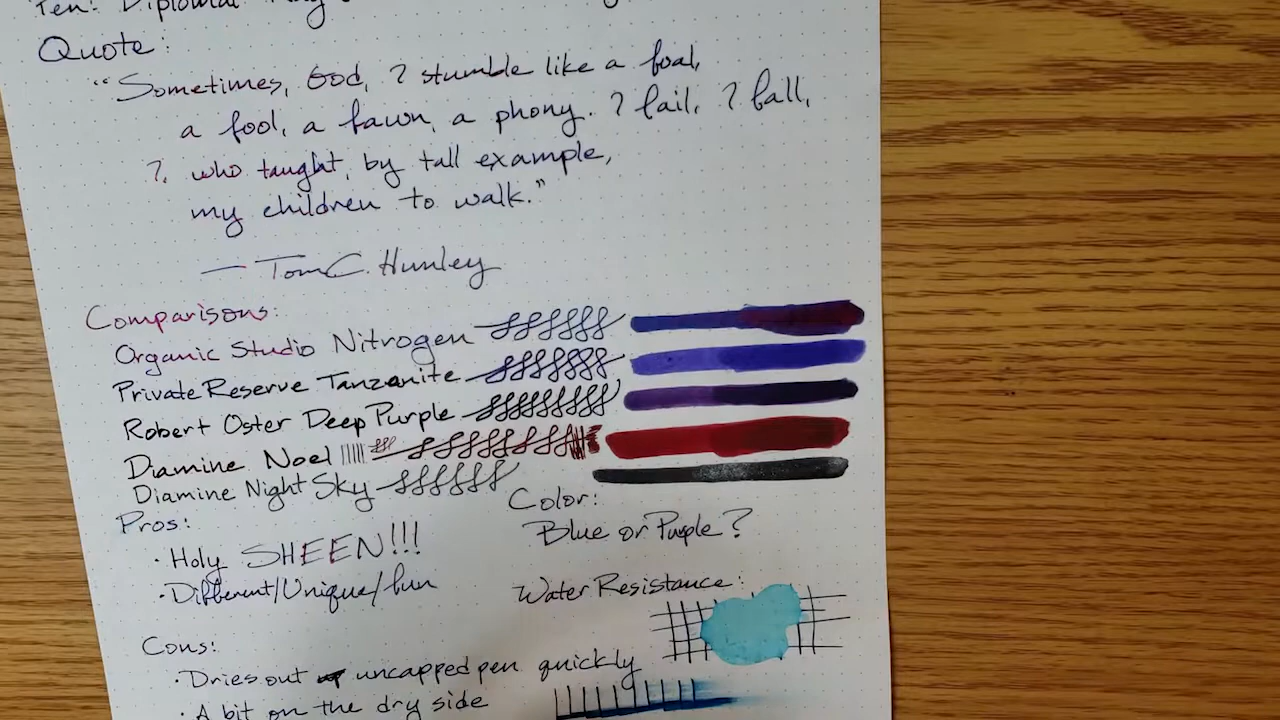 Pen: Diplomat
Quote:
"Sometimes, God, I stumble like a foal,
a fool, a fawn, a phony. I fail, I fall,
I, who taught, by tall example,
my children to walk."
— Tom C. Hunley
Comparisons:
Organic Studio Nitrogen
Private Reserve Tanzanite
Robert Oster Deep Purple
Diamine Noel
Diamine Night Sky
Pros:
· Holy SHEEN!!!
· Different/Unique/fun
Color:
Blue or Purple?
Water Resistance:
Cons:
· Dries out uncapped pen quickly
· A bit on the dry side